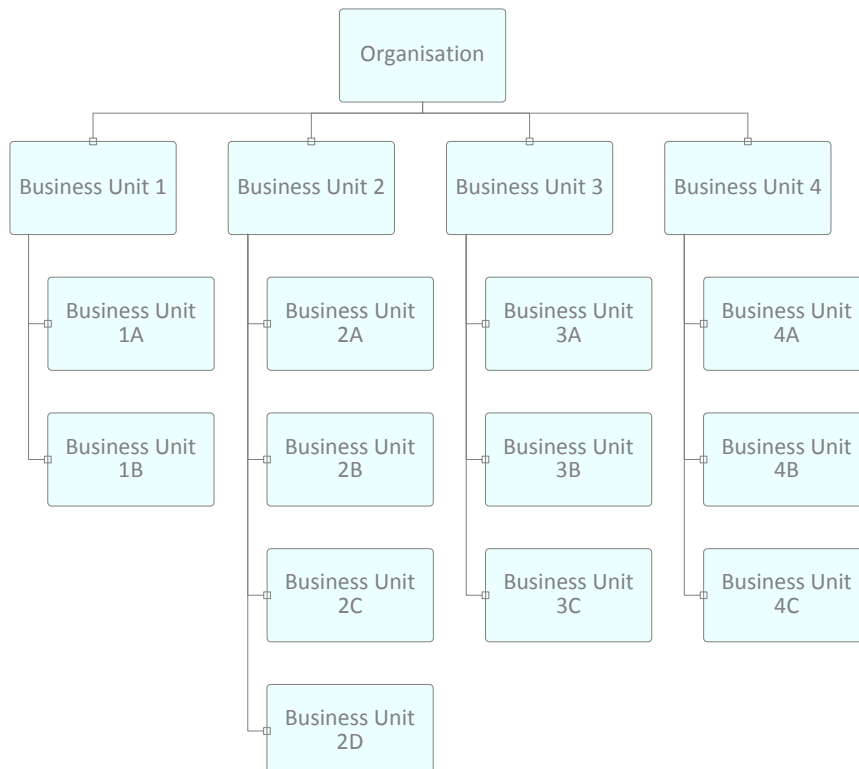 Organisation
Business Unit 1
Business Unit 2
Business Unit 3
Business Unit 4
Business Unit
1A
Business Unit
1B
Business Unit
2A
Business Unit
2B
Business Unit
2C
Business Unit
2D
Business Unit
3A
Business Unit
3B
Business Unit
3C
Business Unit
4A
Business Unit
4B
Business Unit
4C